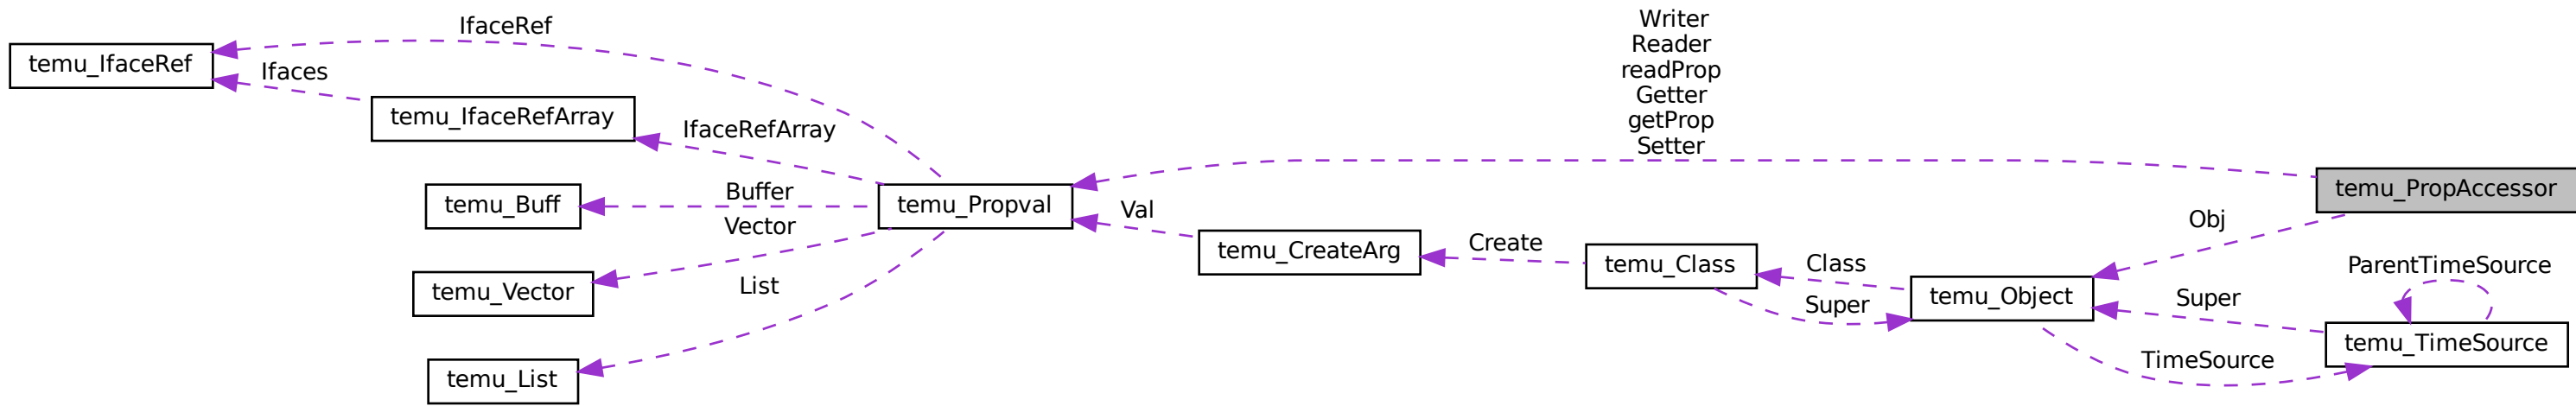 Writer
Reader
readProp
Getter
getProp
Setter
IfaceRef
temu_IfaceRef
Ifaces
temu_IfaceRefArray
IfaceRefArray
temu_PropAccessor
Buffer
temu_Buff
temu_Propval
Val
Obj
Vector
temu_CreateArg
Create
temu_Class
Class
ParentTimeSource
temu_Vector
List
Super
temu_Object
Super
temu_TimeSource
TimeSource
temu_List